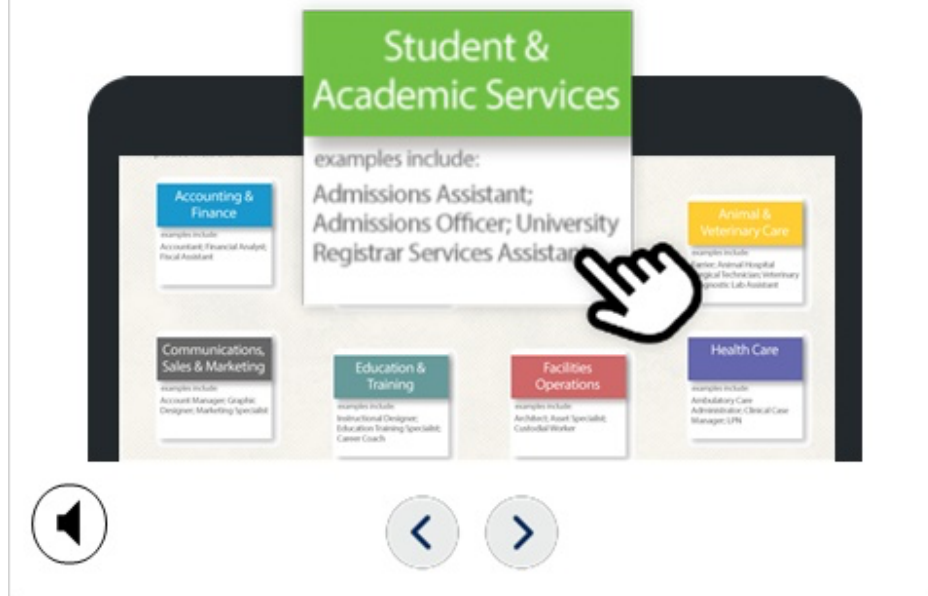 Student &
Academic Services
examples include:
Admissions Assistant;
Admissions Officer; University
Registrar Services Assistant
Accounting &
Finance
examples include:
Accountant; Financial Analyst;
Fiscal Assistant
Animal &
Veterinary Care
examples include:
Farrier; Animal Hospital
Surgical Technician; Veterinary
Diagnostic Lab Assistant
Communications,
Sales & Marketing
examples include:
Account Manager; Graphic
Designer; Marketing Specialist
Education &
Training
examples include:
Instructional Designer;
Education Training Specialist;
Career Coach
Facilities
Operations
examples include:
Architect; Asset Specialist;
Custodial Worker
Health Care
examples include:
Ambulatory Care
Administrator; Clinical Case
Manager; LPN